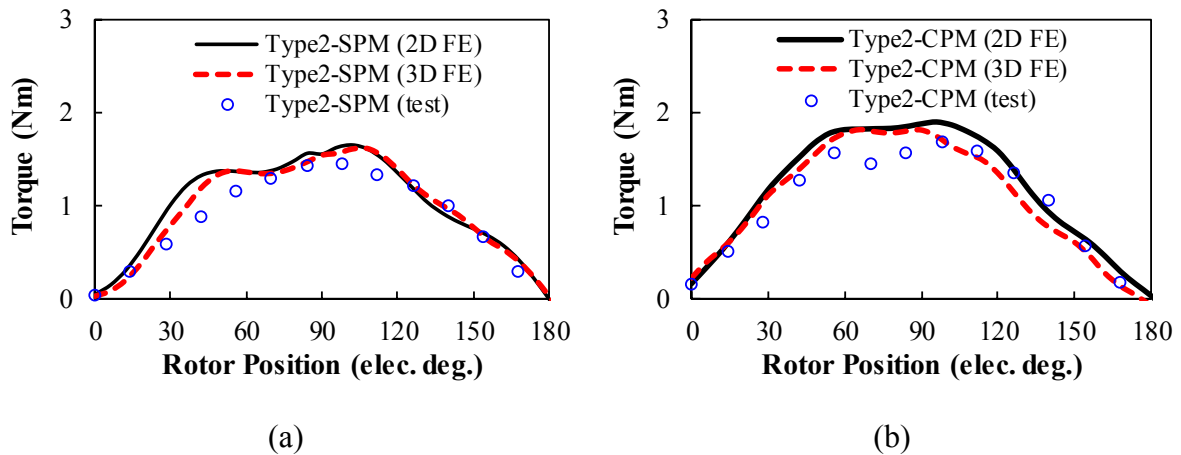 3
2
1
0
Torque (Nm)
Type2-SPM (2D FE)
Type2-SPM (3D FE)
Type2-SPM (test)
0 30 60 90 120 150 180
Rotor Position (elec. deg.)
(a)
3
2
1
0
Torque (Nm)
Type2-CPM (2D FE)
Type2-CPM (3D FE)
Type2-CPM (test)
0 30 60 90 120 150 180
Rotor Position (elec. deg.)
(b)